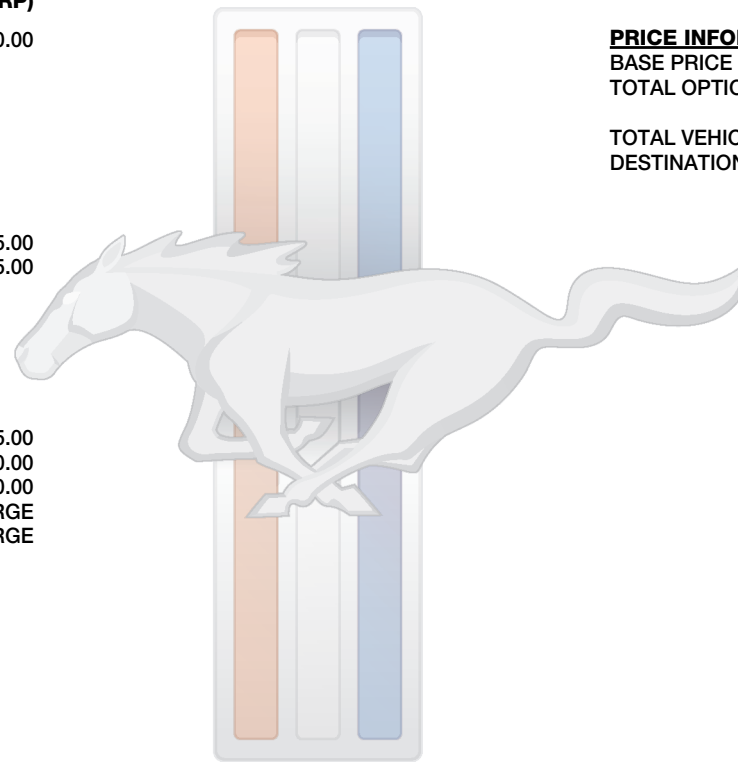 RP)
0.00
5.00
5.00
5.00
0.00
0.00
RGE
RGE
PRICE INFO
BASE PRICE
TOTAL OPTIO
TOTAL VEHIC
DESTINATION